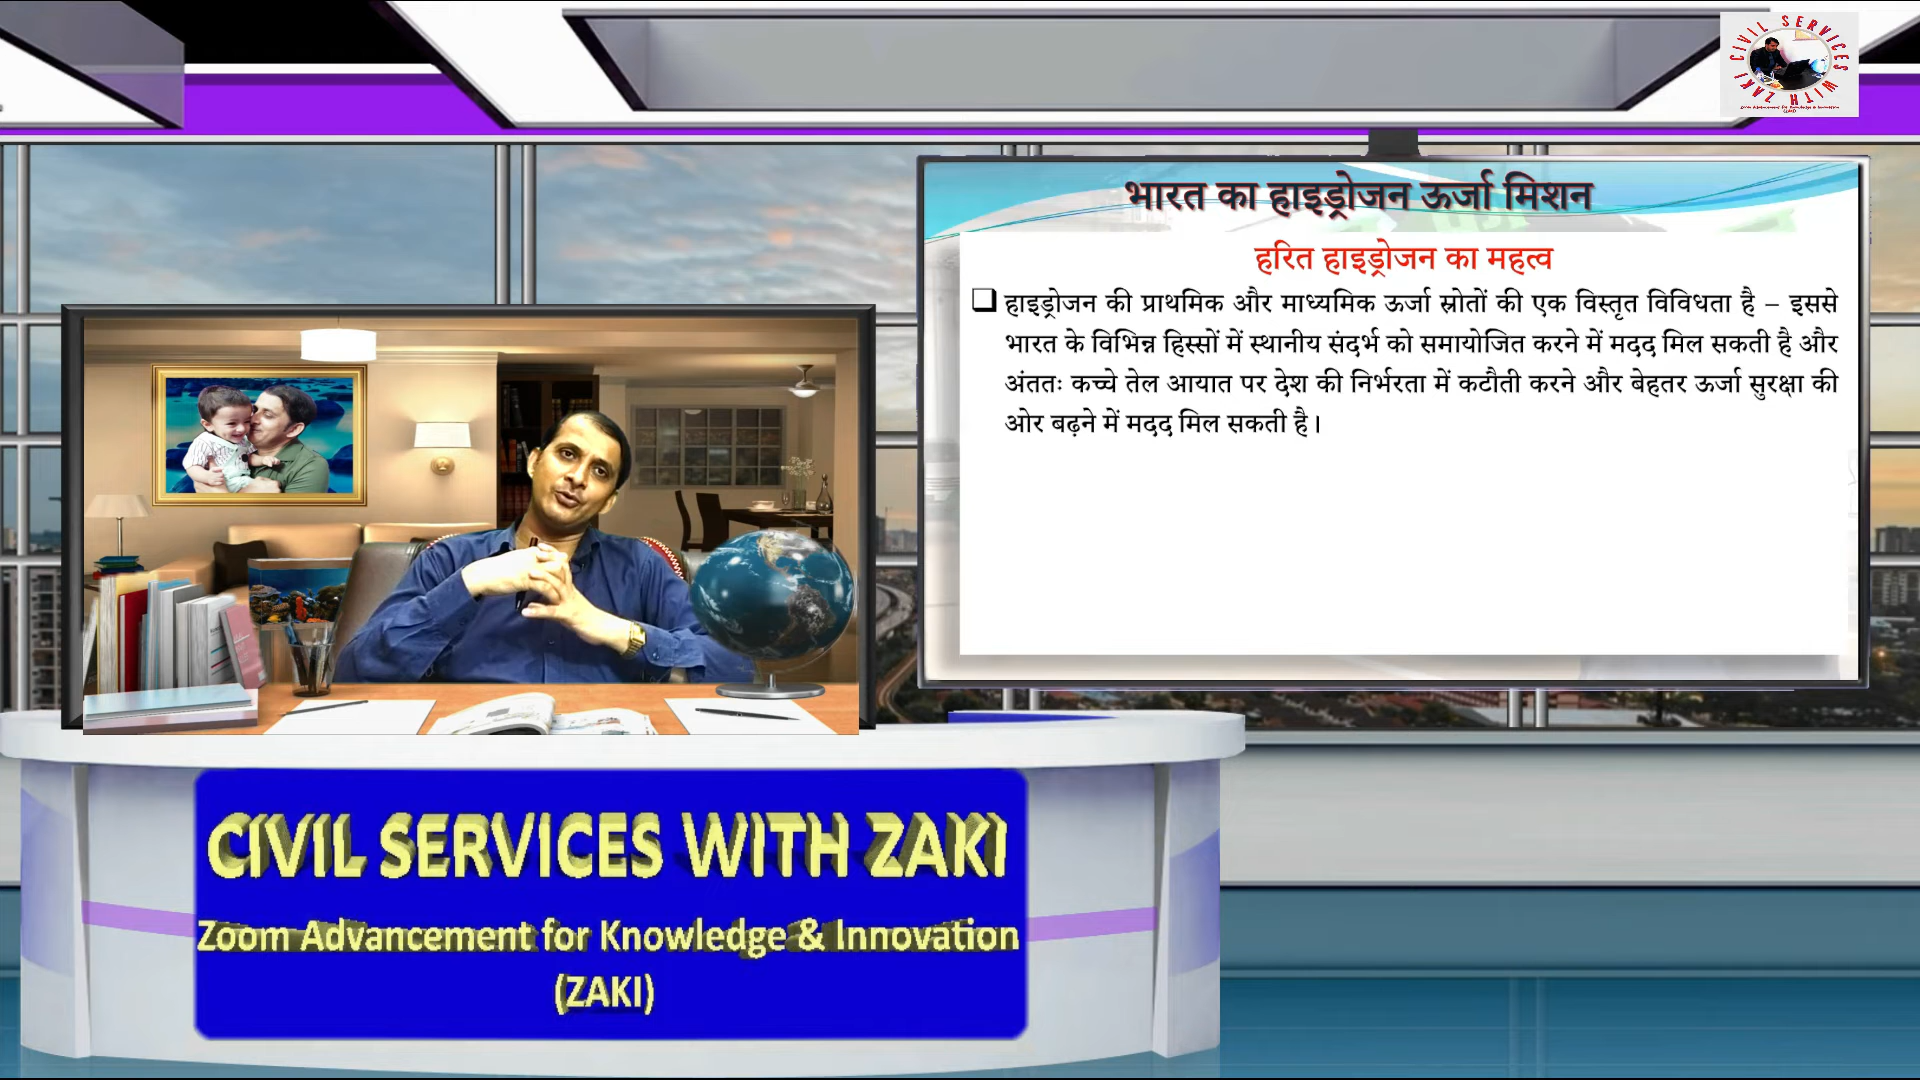 CIVIL SERVICES WITH ZAKI
भारत का हाइड्रोजन ऊर्जा मिशन
हरित हाइड्रोजन का महत्व
हाइड्रोजन की प्राथमिक और माध्यमिक ऊर्जा स्रोतों की एक विस्तृत विविधता है – इससे
भारत के विभिन्न हिस्सों में स्थानीय संदर्भ को समायोजित करने में मदद मिल सकती है और
अंततः कच्चे तेल आयात पर देश की निर्भरता में कटौती करने और बेहतर ऊर्जा सुरक्षा की
ओर बढ़ने में मदद मिल सकती है।
CIVIL SERVICES WITH ZAKI
Zoom Advancement for Knowledge & Innovation
(ZAKI)